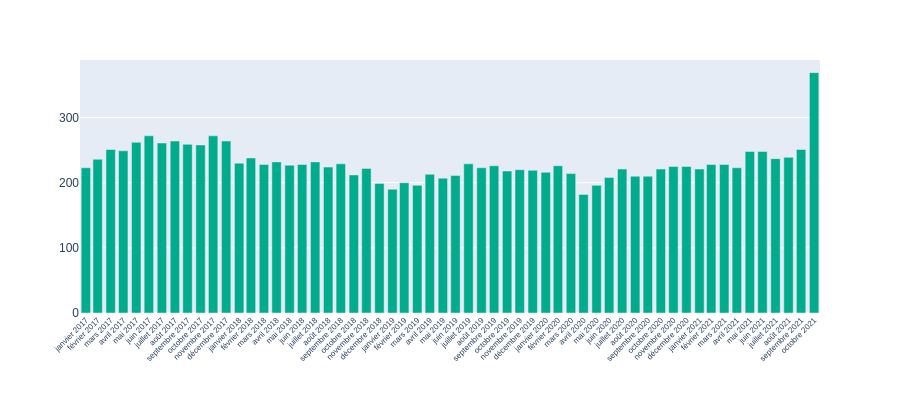 300
200
100
0
janvier 2017
février 2017
mars 2017
avril 2017
mai 2017
juin 2017
juillet 2017
août 2017
septembre 2017
octobre 2017
novembre 2017
décembre 2017
janvier 2018
février 2018
mars 2018
avril 2018
mai 2018
juin 2018
juillet 2018
août 2018
septembre 2018
octobre 2018
novembre 2018
décembre 2018
janvier 2019
février 2019
mars 2019
avril 2019
mai 2019
juin 2019
juillet 2019
août 2019
septembre 2019
octobre 2019
novembre 2019
décembre 2019
janvier 2020
février 2020
mars 2020
avril 2020
mai 2020
juin 2020
juillet 2020
août 2020
septembre 2020
octobre 2020
novembre 2020
décembre 2020
janvier 2021
février 2021
mars 2021
avril 2021
mai 2021
juin 2021
juillet 2021
août 2021
septembre 2021
octobre 2021